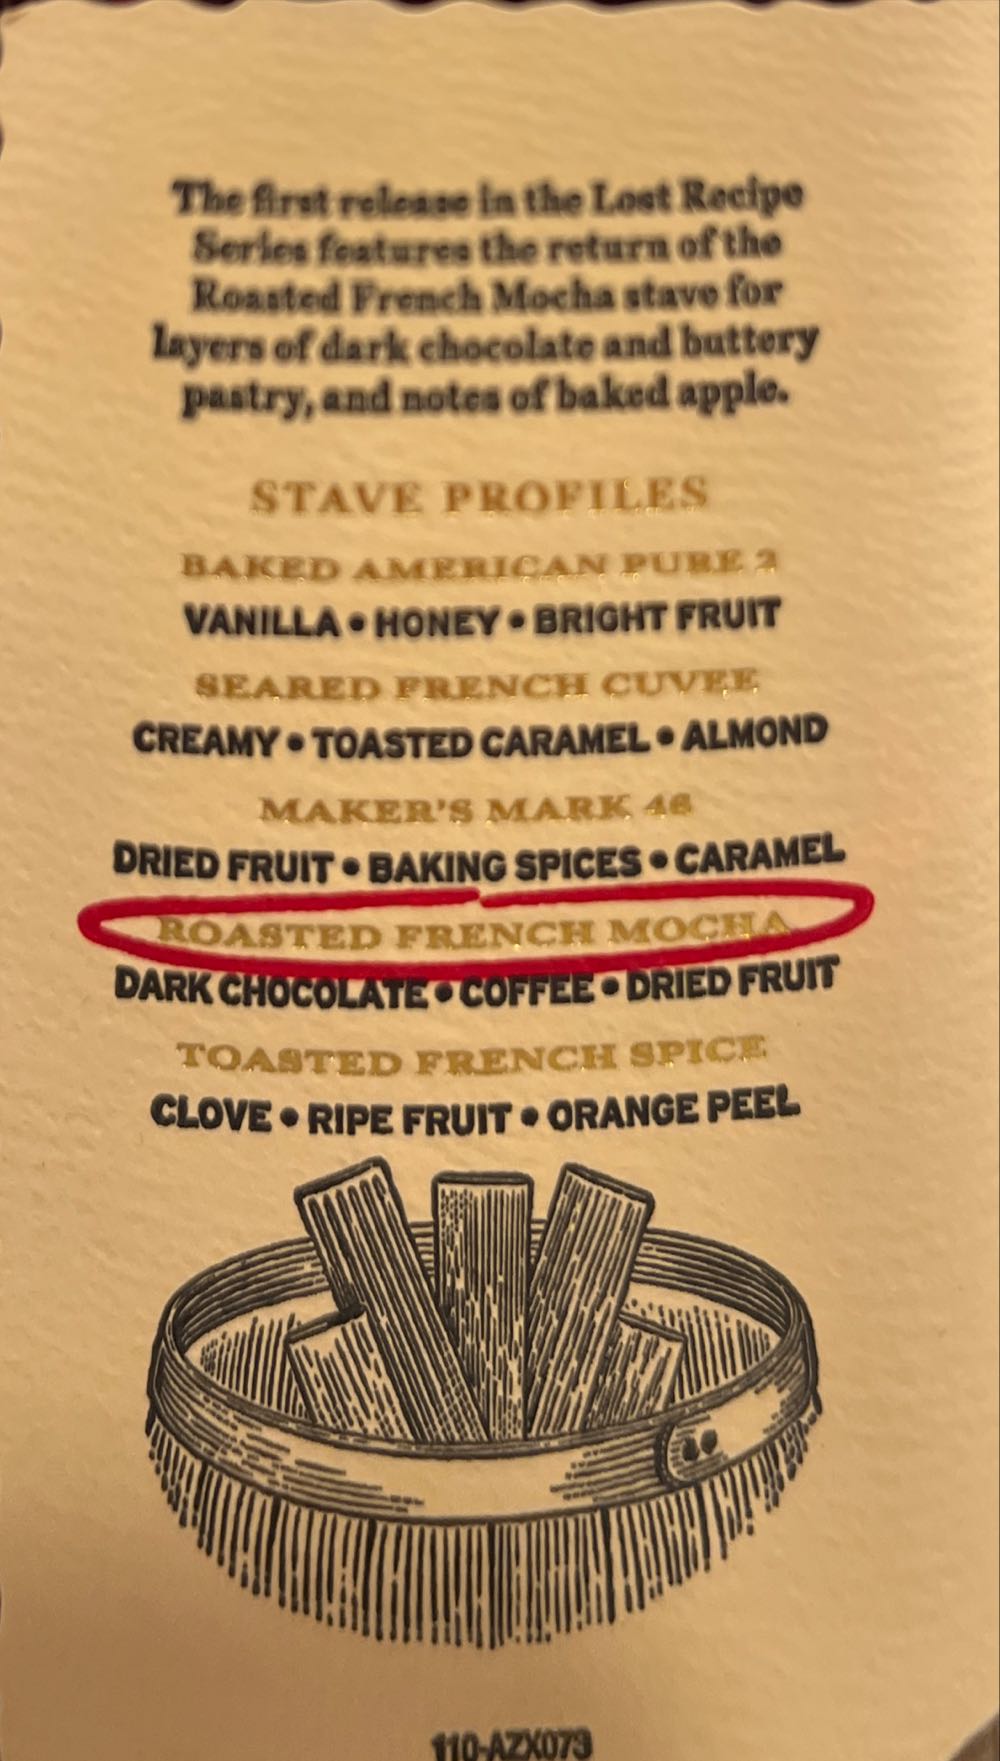 The first release in the Lost Recipe
Series features the return of the
Roasted French Mocha stave for
layers of dark chocolate and buttery
pastry, and notes of baked apple.
STAVE PROFILES
BAKED AMERICAN PURE 2
VANILLA • HONEY • BRIGHT FRUIT
SEARED FRENCH CUVEE
CREAMY • TOASTED CARAMEL • ALMOND
MAKER'S MARK 46
DRIED FRUIT • BAKING SPICES • CARAMEL
ROASTED FRENCH MOCHA
DARK CHOCOLATE • COFFEE • DRIED FRUIT
TOASTED FRENCH SPICE
CLOVE • RIPE FRUIT • ORANGE PEEL
110-AZX073